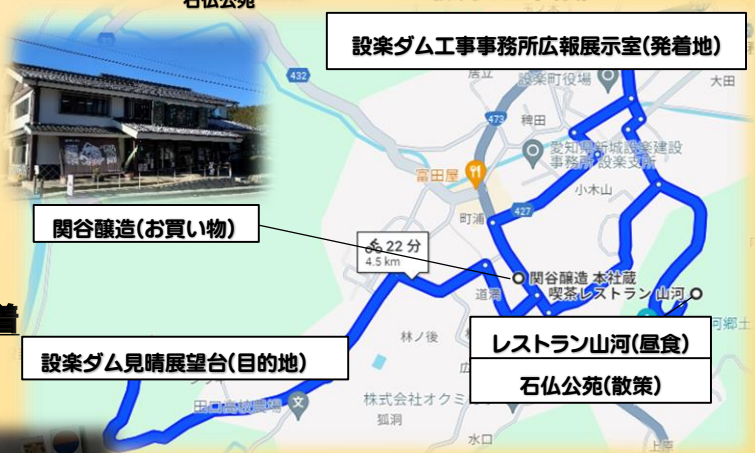 石仏公苑
設楽ダム工事事務所広報展示室(発着地)
432
居立
設楽町役場
大田
473
稗田
愛知県新城設楽建設
事務所 設楽支所
富田屋
小木山
町浦
427
関谷醸造(お買い物)
22 分
4.5 km
関谷醸造 本社蔵
喫茶レストラン 山河
道満
着
林ノ後
レストラン山河(昼食)
設楽ダム見晴展望台(目的地)
石仏公苑(散策)
田口高校農場
株式会社オクミ
狐洞
水口
上原